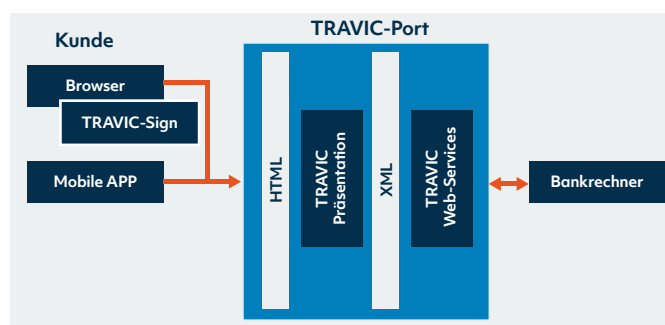 Kunde
Browser
TRAVIC-Sign
Mobile APP
TRAVIC-Port
HTML
TRAVIC
Präsentation
XML
TRAVIC
Web-Services
Bankrechner